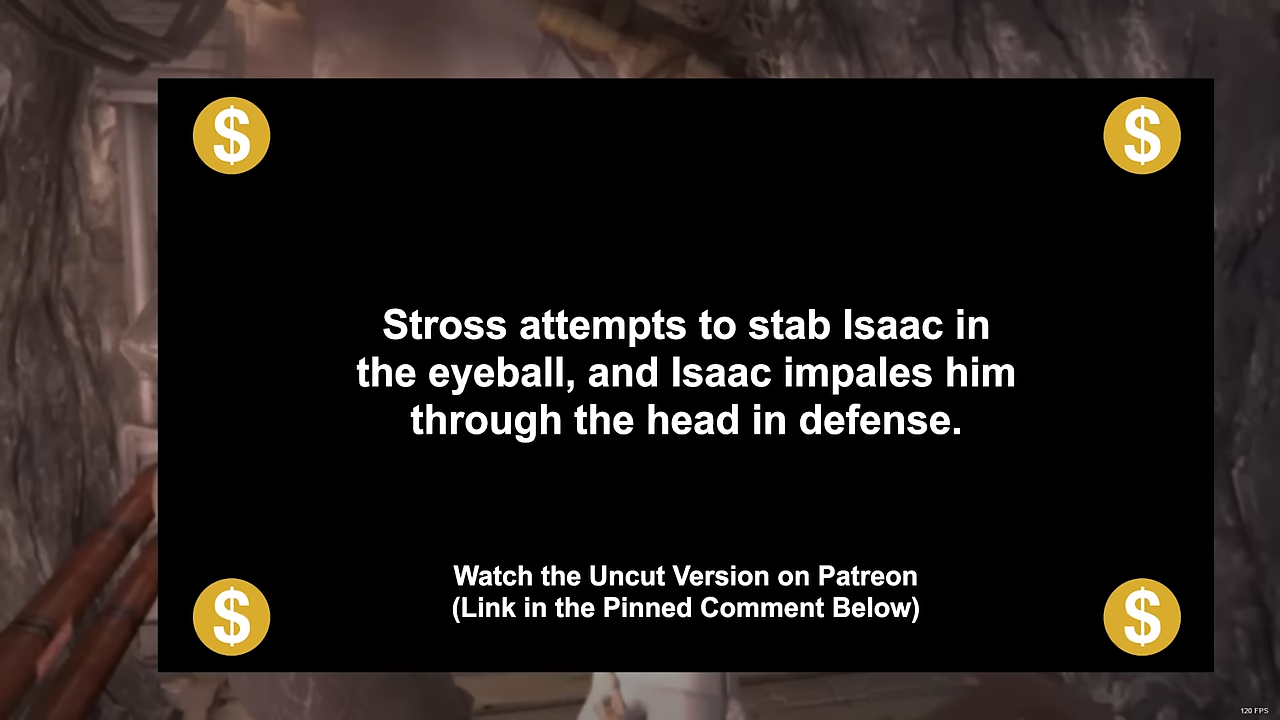 $ $
Stross attempts to stab Isaac in
the eyeball, and Isaac impales him
through the head in defense.
Watch the Uncut Version on Patreon
(Link in the Pinned Comment Below)
$ $
120 FPS